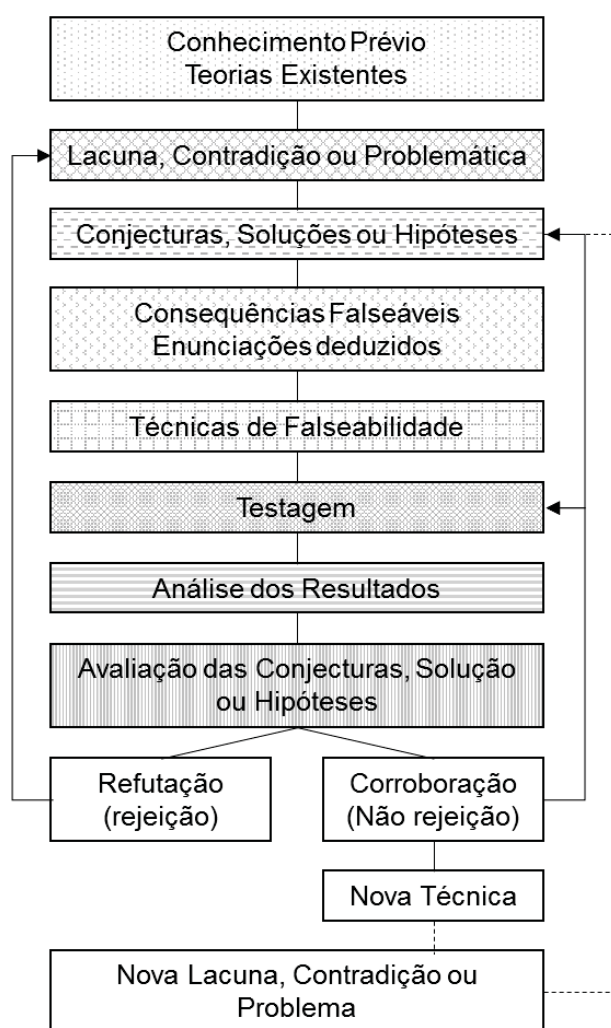 Conhecimento Prévio
Teorias Existentes
Lacuna, Contradição ou Problemática
Conjecturas, Soluções ou Hipóteses
Consequências Falseáveis
Enunciações deduzidos
Técnicas de Falseabilidade
Testagem
Análise dos Resultados
Avaliação das Conjecturas, Solução
ou Hipóteses
Refutação
(rejeição)
Corroboração
(Não rejeição)
Nova Técnica
Nova Lacuna, Contradição ou
Problema